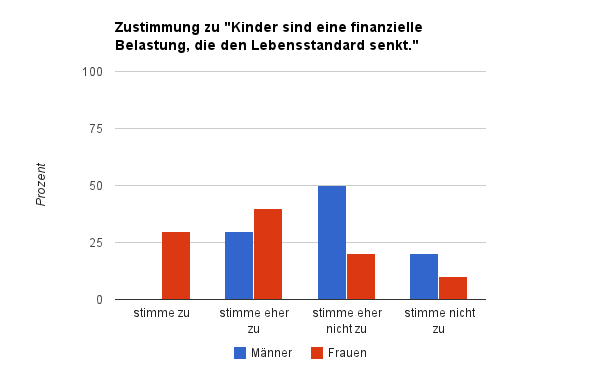 Zustimmung zu "Kinder sind eine finanzielle
Belastung, die den Lebensstandard senkt."
100
75
50
25
0
Prozent
stimme zu
stimme eher
zu
stimme eher
nicht zu
stimme nicht
zu
Männer
Frauen